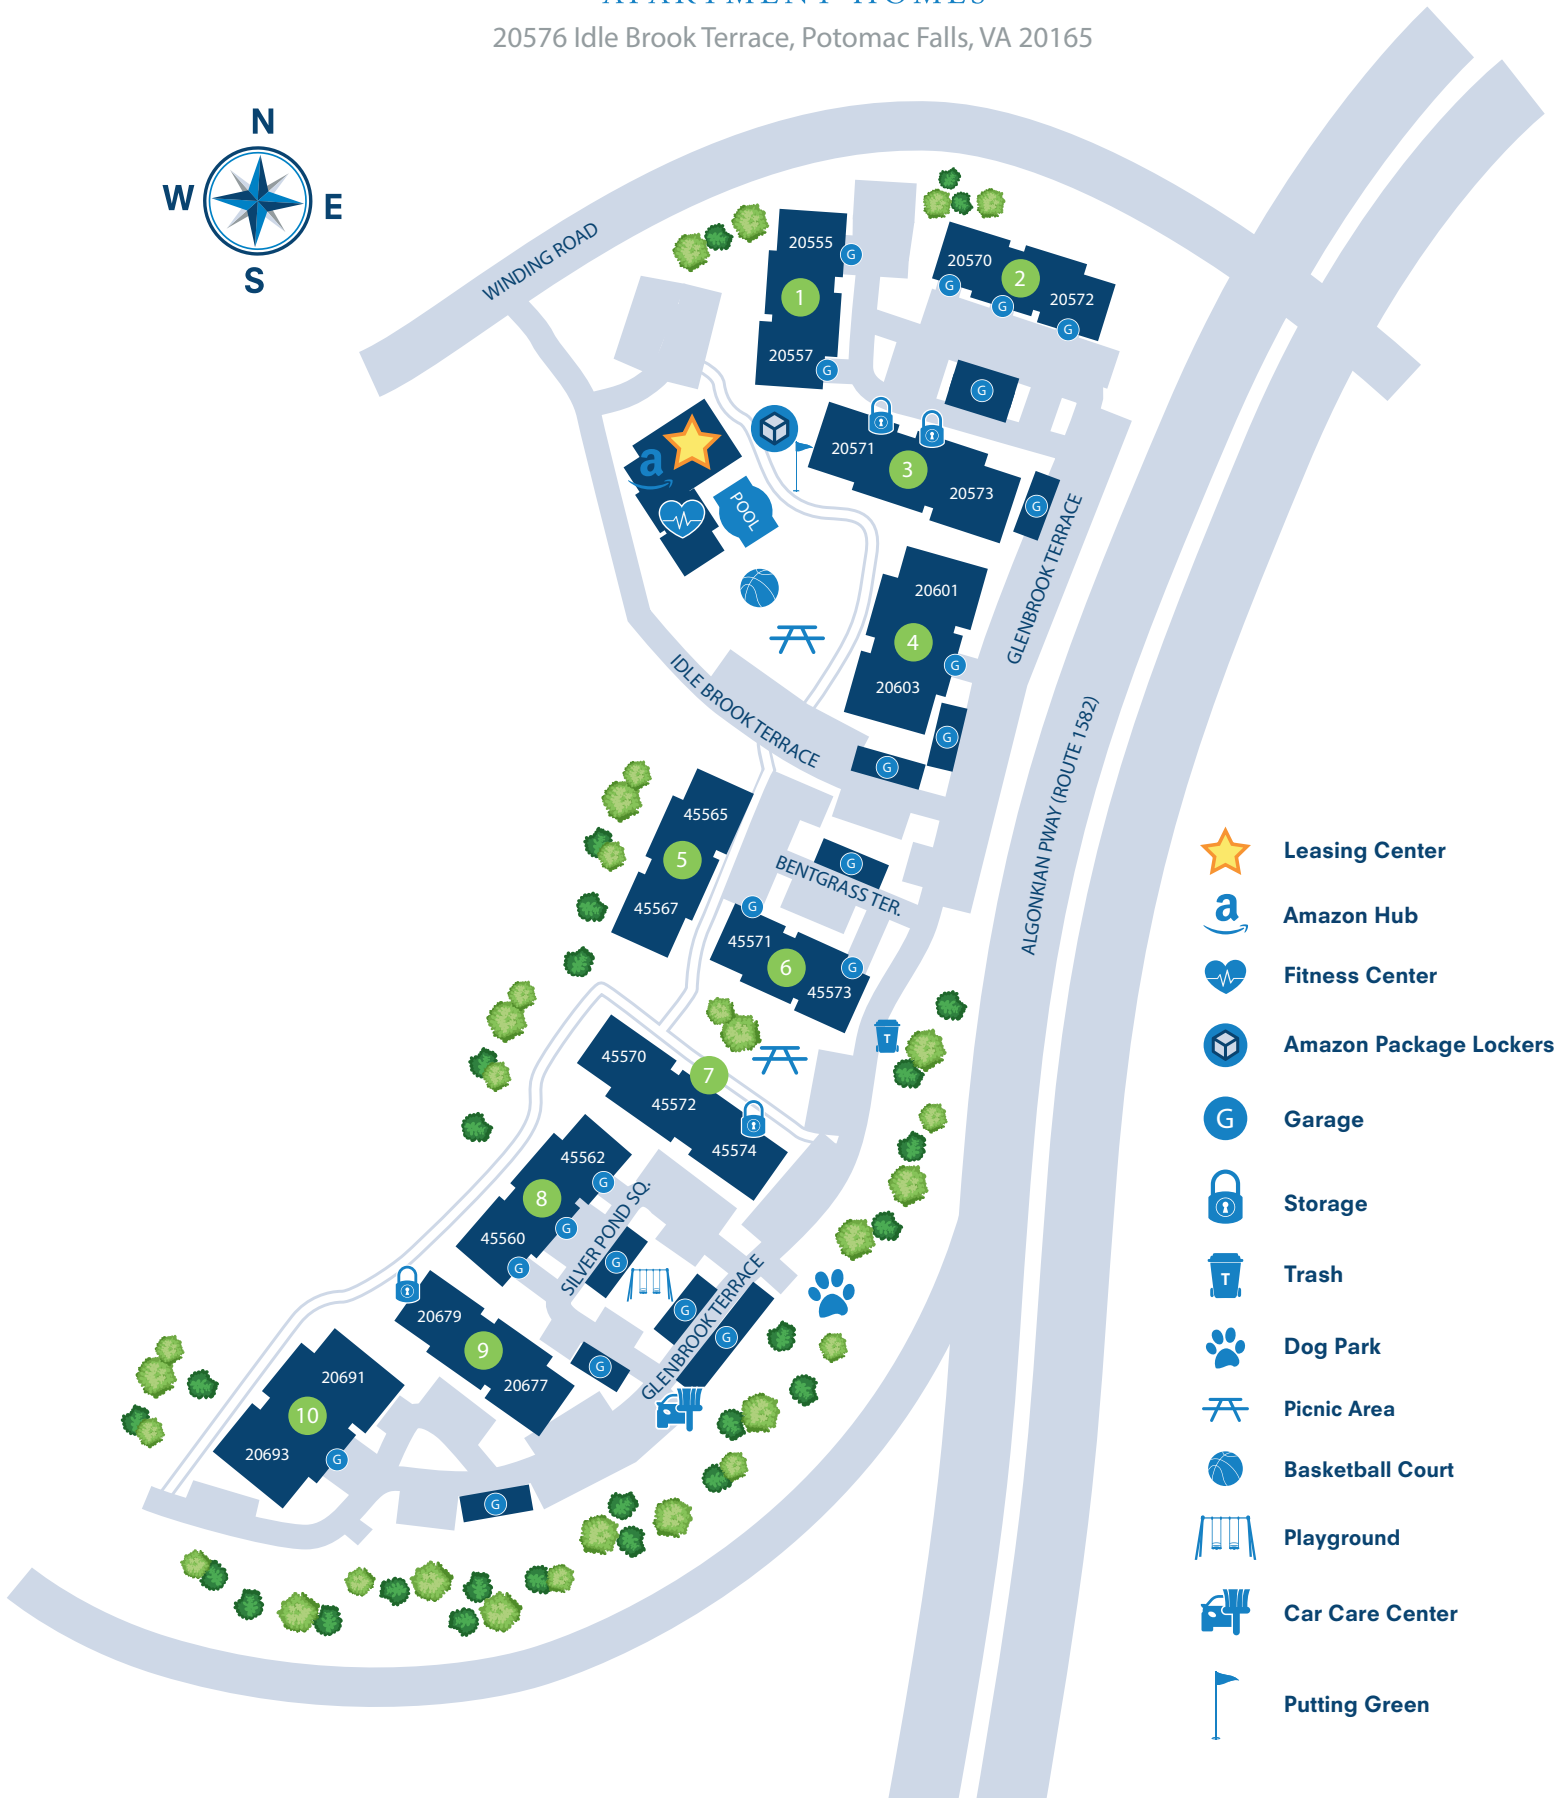 APARTMENT HOMES
20576 Idle Brook Terrace, Potomac Falls, VA 20165
N
W
E
S
WINDING ROAD
20555
G
1
20557
G
20570
2
20572
G
G
G
G
20571
3
20573
G
a
POOL
GLENBROOK TERRACE
20601
4
G
20603
G
G
IDLE BROOK TERRACE
ALGONKIAN PWAY (ROUTE 1582)
45565
5
45567
G
BENTGRASS TER.
G
45571
6
G
45573
T
45570
7
45572
45574
45562
G
8
G
45560
G
SILVER POND SQ.
G
G
G
GLENBROOK TERRACE
20679
9
20677
G
20691
10
20693
G
G
Leasing Center
a
Amazon Hub
Fitness Center
Amazon Package Lockers
G
Garage
Storage
T
Trash
Dog Park
Picnic Area
Basketball Court
Playground
Car Care Center
Putting Green